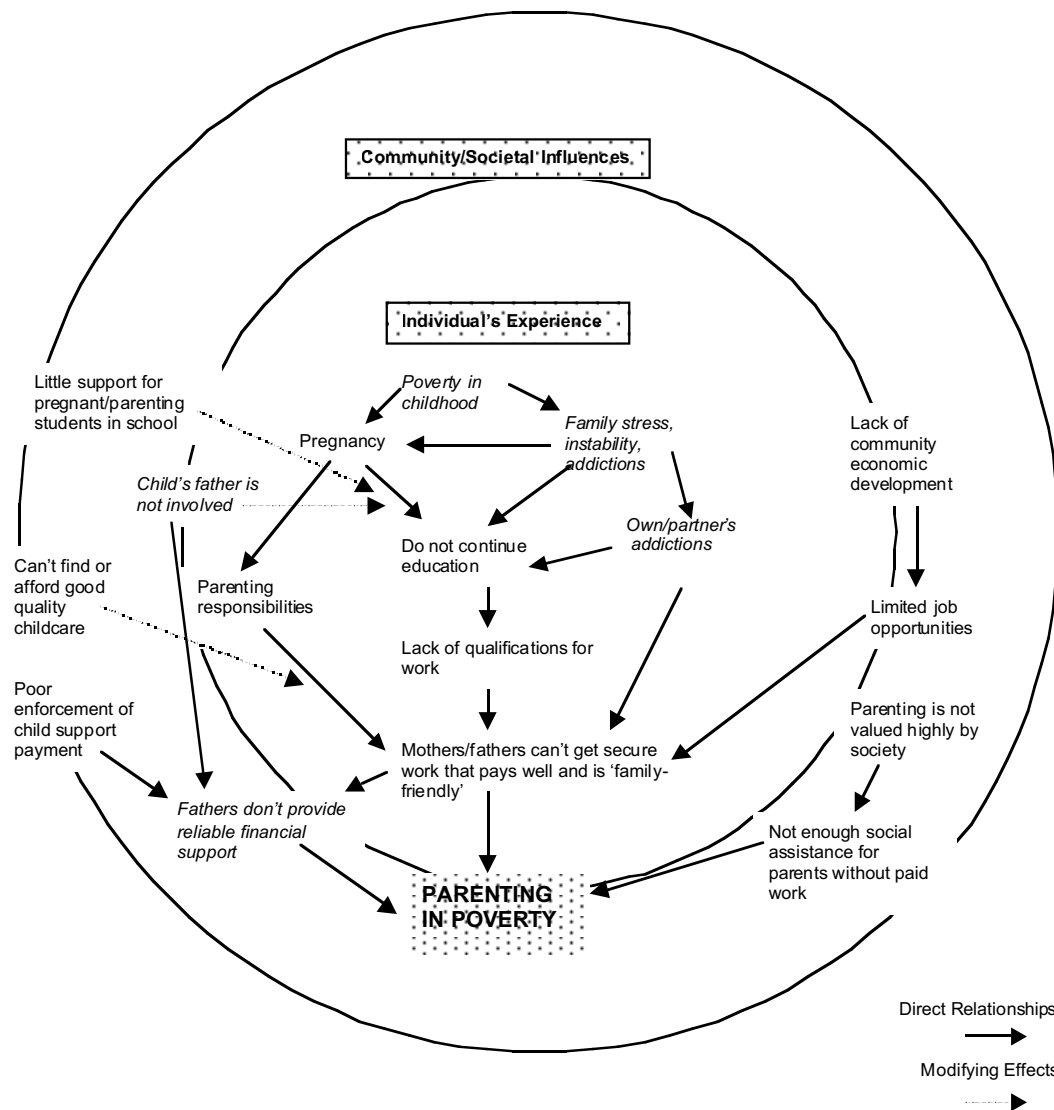 Community/Societal Influences
Individual's Experience
Little support for
pregnant/parenting
students in school
Poverty in
childhood
Family stress,
instability,
addictions
Pregnancy
Lack of
community
economic
development
Child's father is
not involved
Own/partner's
addictions
Do not continue
education
Can't find or
afford good
quality
childcare
Parenting
responsibilities
Limited job
opportunities
Lack of qualifications for
work
Poor
enforcement of
child support
payment
Parenting is not
valued highly by
society
Mothers/fathers can't get secure
work that pays well and is 'family-
friendly'
Fathers don't provide
reliable financial
support
Not enough social
assistance for
parents without paid
work
PARENTING
IN POVERTY
Direct Relationships
Modifying Effects